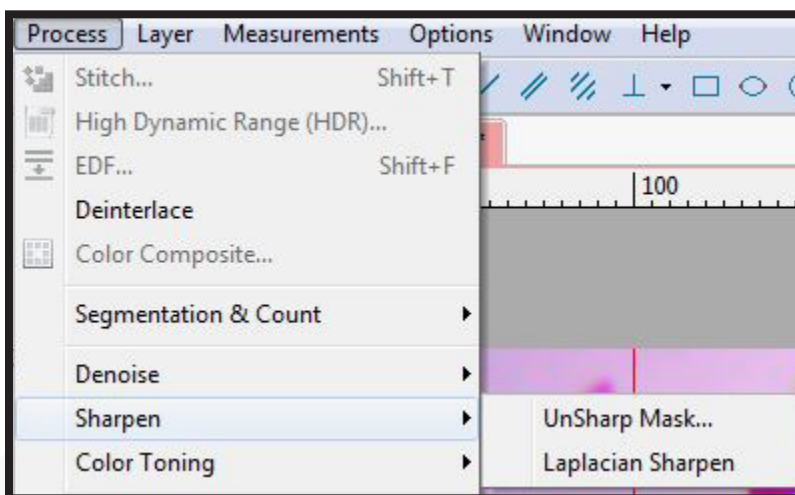 Process Layer Measurements Options Window Help
Stitch... Shift+T
High Dynamic Range (HDR)...
EDF... Shift+F
100
Deinterlace
Color Composite...
Segmentation & Count
Denoise
Sharpen
UnSharp Mask...
Color Toning
Laplacian Sharpen